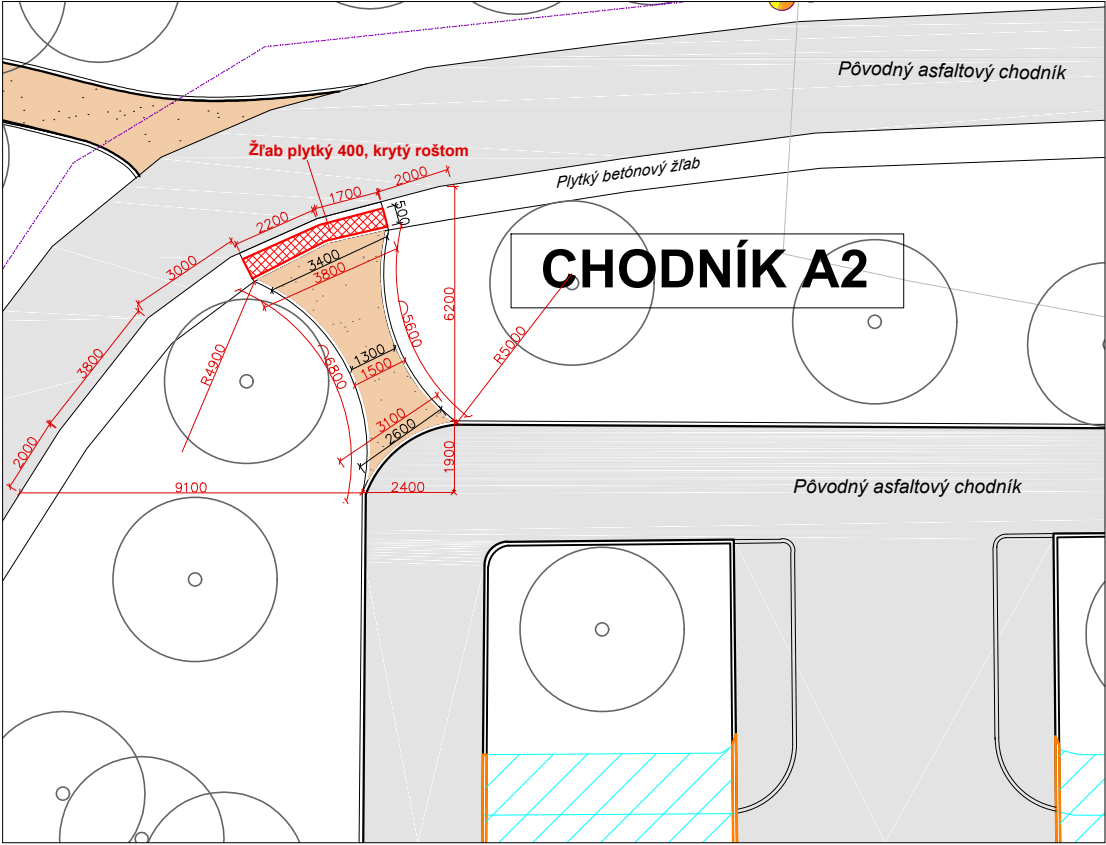 Pôvodný asfaltový chodník
Žľab plytký 400, krytý roštom
Plytký betónový žľab
2000
1700
2200
500
3000
3400
3800
CHODNÍK A2
6200
5600
R5000
3800
R4900
6800
1300
1500
3100
2600
2000
1900
9100
2400
Pôvodný asfaltový chodník